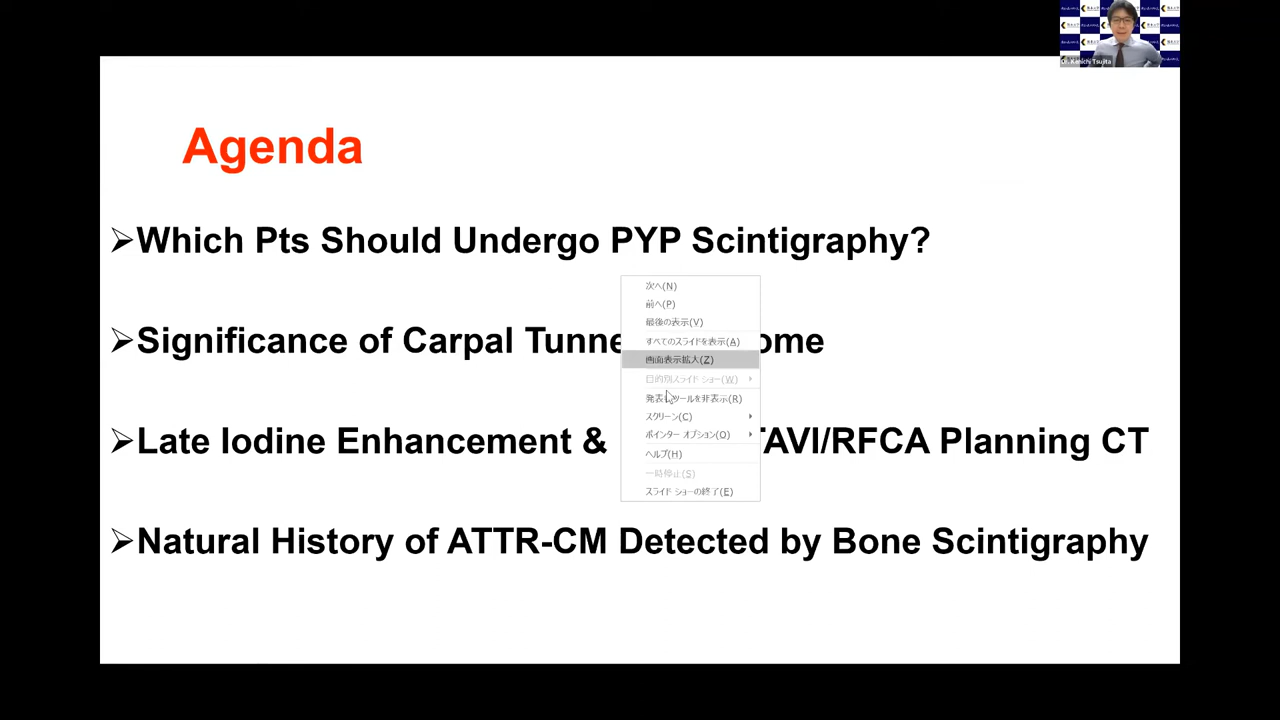 Dr. Kenichi Tsujita
Agenda
➢Which Pts Should Undergo PYP Scintigraphy?
➢Significance of Carpal Tunne ome
➢Late Iodine Enhancement & TAVI/RFCA Planning CT
➢Natural History of ATTR-CM Detected by Bone Scintigraphy
次へ(N)
前へ(P)
最後の表示(V)
すべてのスライドを表示(A)
画面表示拡大(Z)
目的別スライド ショー(W)
発表者ツールを非表示(R)
スクリーン(C)
ポインター オプション(O)
ヘルプ(H)
一時停止(S)
スライド ショーの終了(E)